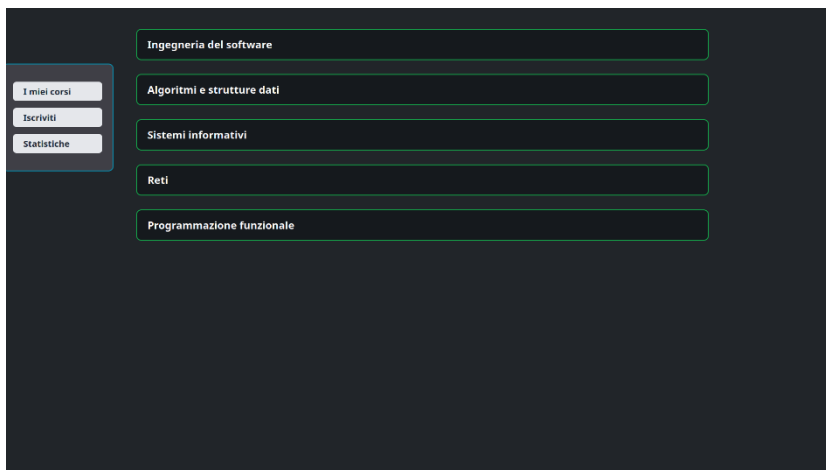 I miei corsi
Iscriviti
Statistiche
Ingegneria del software
Algoritmi e strutture dati
Sistemi informativi
Reti
Programmazione funzionale